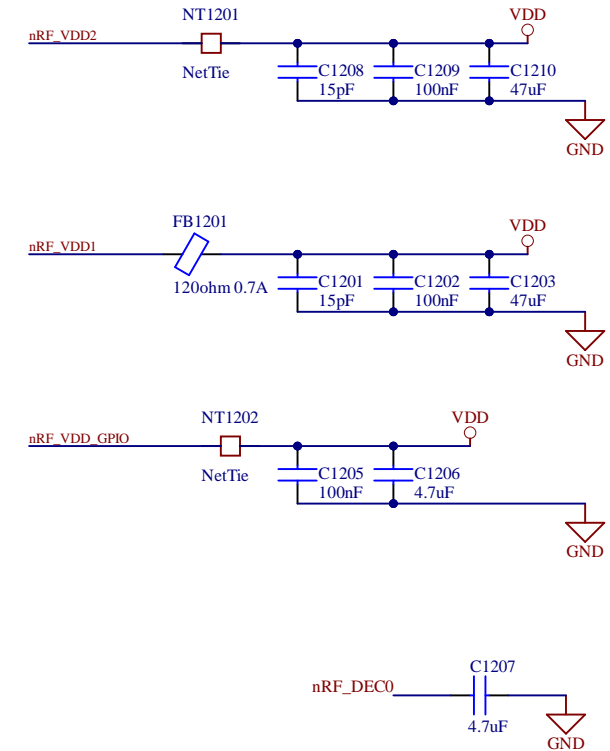 NT1201
VDD
nRF_VDD2
NetTie
C1208
15pF
C1209
100nF
C1210
47uF
GND
FB1201
VDD
nRF_VDD1
120ohm 0.7A
C1201
15pF
C1202
100nF
C1203
47uF
GND
NT1202
VDD
nRF_VDD_GPIO
NetTie
C1205
100nF
C1206
4.7uF
GND
C1207
nRF_DEC0
4.7uF
GND